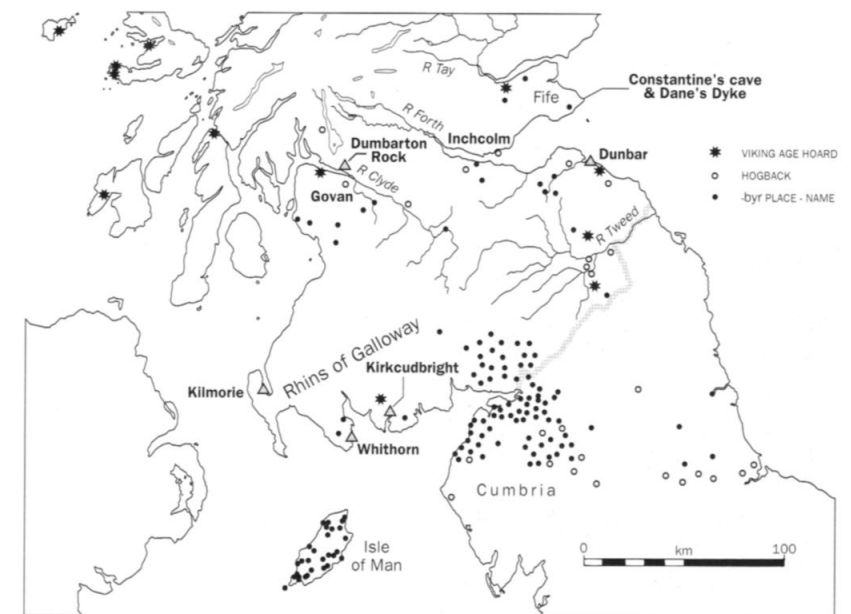 R Tay
Fife
Constantine's cave
& Dane's Dyke
R Forth
Inchcolm
Dumbarton
Rock
Dunbar
R Clyde
Govan
VIKING AGE HOARD
HOGBACK
-byr PLACE - NAME
R Tweed
Rhins of Galloway
Kirkcudbright
Kilmorie
Whithorn
Cumbria
Isle
of Man
0 km 100